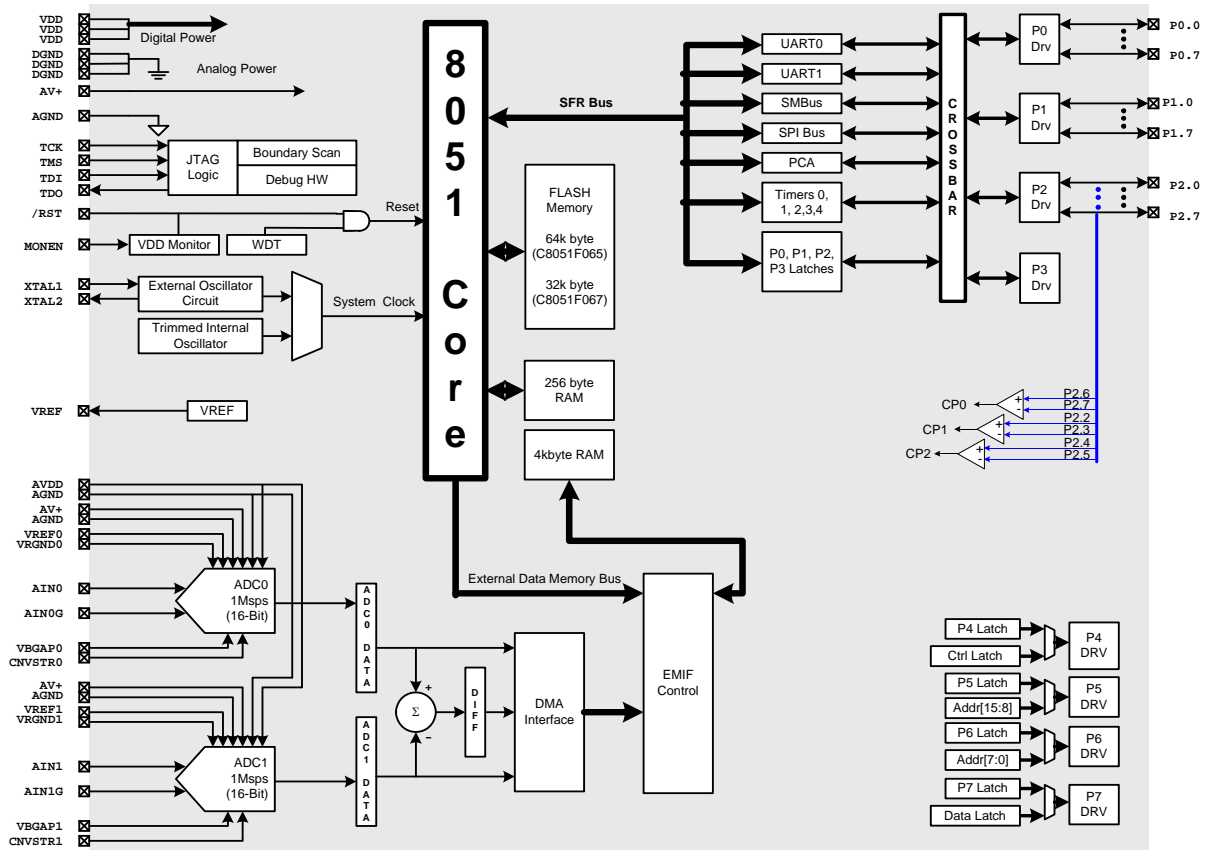 VDD
VDD
VDD
Digital Power
DGND
DGND
DGND
Analog Power
AV+
AGND
TCK
TMS
TDI
TDO
JTAG
Logic
Boundary Scan
Debug HW
/RST
MONEN
VDD Monitor
WDT
Reset
XTAL1
XTAL2
External Oscillator
Circuit
Trimmed Internal
Oscillator
System Clock
VREF
VREF
8051 Core
SFR Bus
FLASH
Memory
64k byte
(C8051F065)
32k byte
(C8051F067)
256 byte
RAM
4kbyte RAM
UART0
UART1
SMBus
SPI Bus
PCA
Timers 0,
1, 2,3,4
P0, P1, P2,
P3 Latches
CROSSBAR
P0
Drv
P1
Drv
P2
Drv
P3
Drv
P0.0
P0.7
P1.0
P1.7
P2.0
P2.7
CP0
+
-
P2.6
P2.7
CP1
+
-
P2.2
P2.3
CP2
+
-
P2.4
P2.5
AVDD
AGND
AV+
AGND
VREF0
VRGND0
AIN0
AIN0G
VBGAP0
CNVSTR0
ADC0
1Msps
(16-Bit)
AV+
AGND
VREF1
VRGND1
AIN1
AIN1G
VBGAP1
CNVSTR1
ADC1
1Msps
(16-Bit)
ADC0 DATA
ADC1 DATA
+
Σ
−
DIFF
DMA
Interface
External Data Memory Bus
EMIF
Control
P4 Latch
Ctrl Latch
P4
DRV
P5 Latch
Addr[15:8]
P5
DRV
P6 Latch
Addr[7:0]
P6
DRV
P7 Latch
Data Latch
P7
DRV